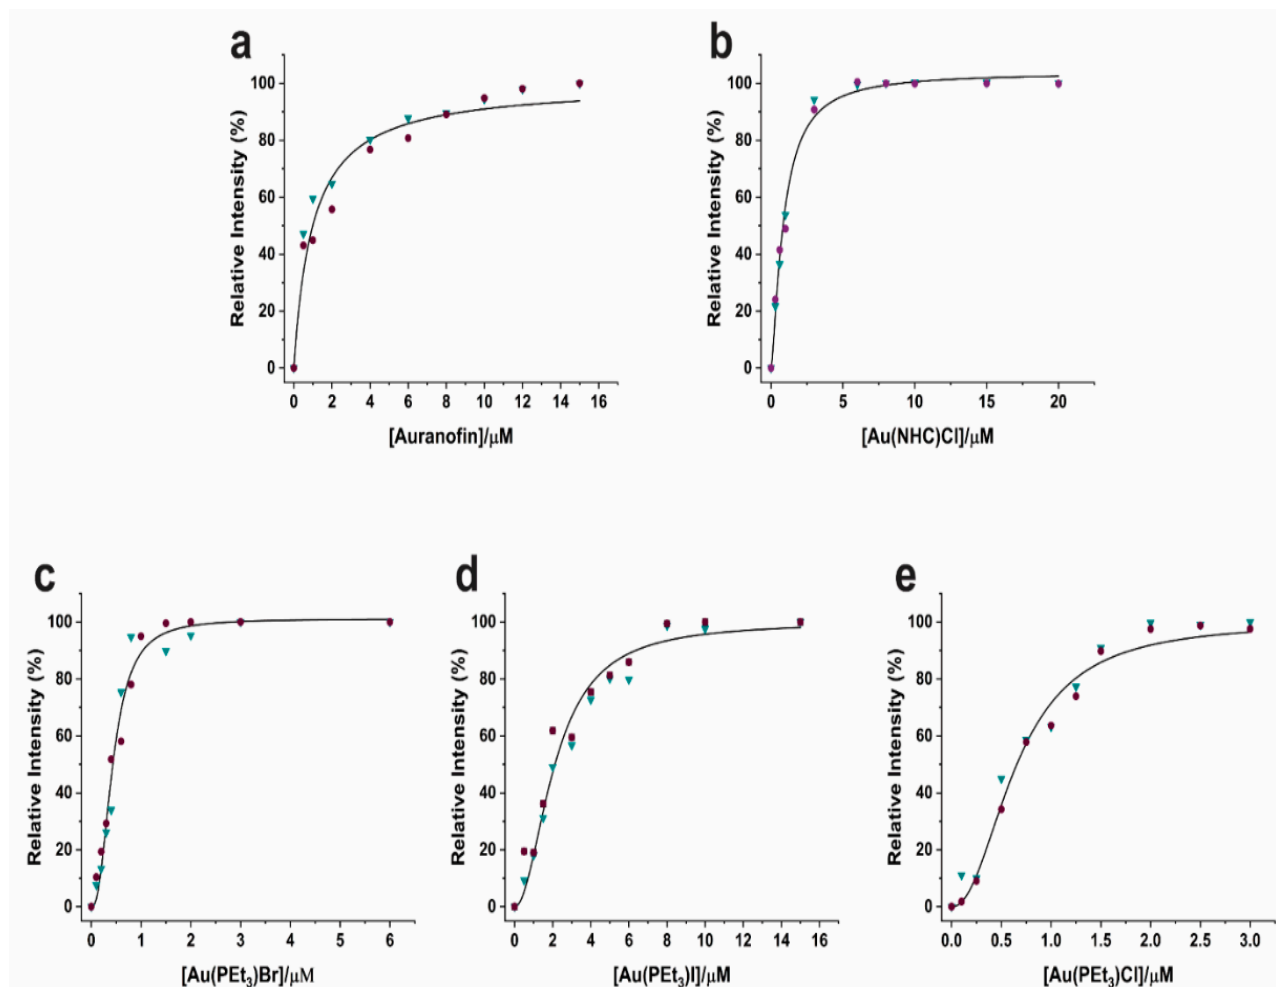 a
Relative Intensity (%)
100
80
60
40
20
0
0 2 4 6 8 10 12 14 16
[Auranofin]/μM
b
Relative Intensity (%)
100
80
60
40
20
0
0 5 10 15 20
[Au(NHC)Cl]/μM
c
Relative Intensity (%)
100
80
60
40
20
0
0 1 2 3 4 5 6
[Au(PEt₃)Br]/μM
d
Relative Intensity (%)
100
80
60
40
20
0
0 2 4 6 8 10 12 14 16
[Au(PEt₃)I]/μM
e
Relative Intensity (%)
100
80
60
40
20
0
0.0 0.5 1.0 1.5 2.0 2.5 3.0
[Au(PEt₃)Cl]/μM